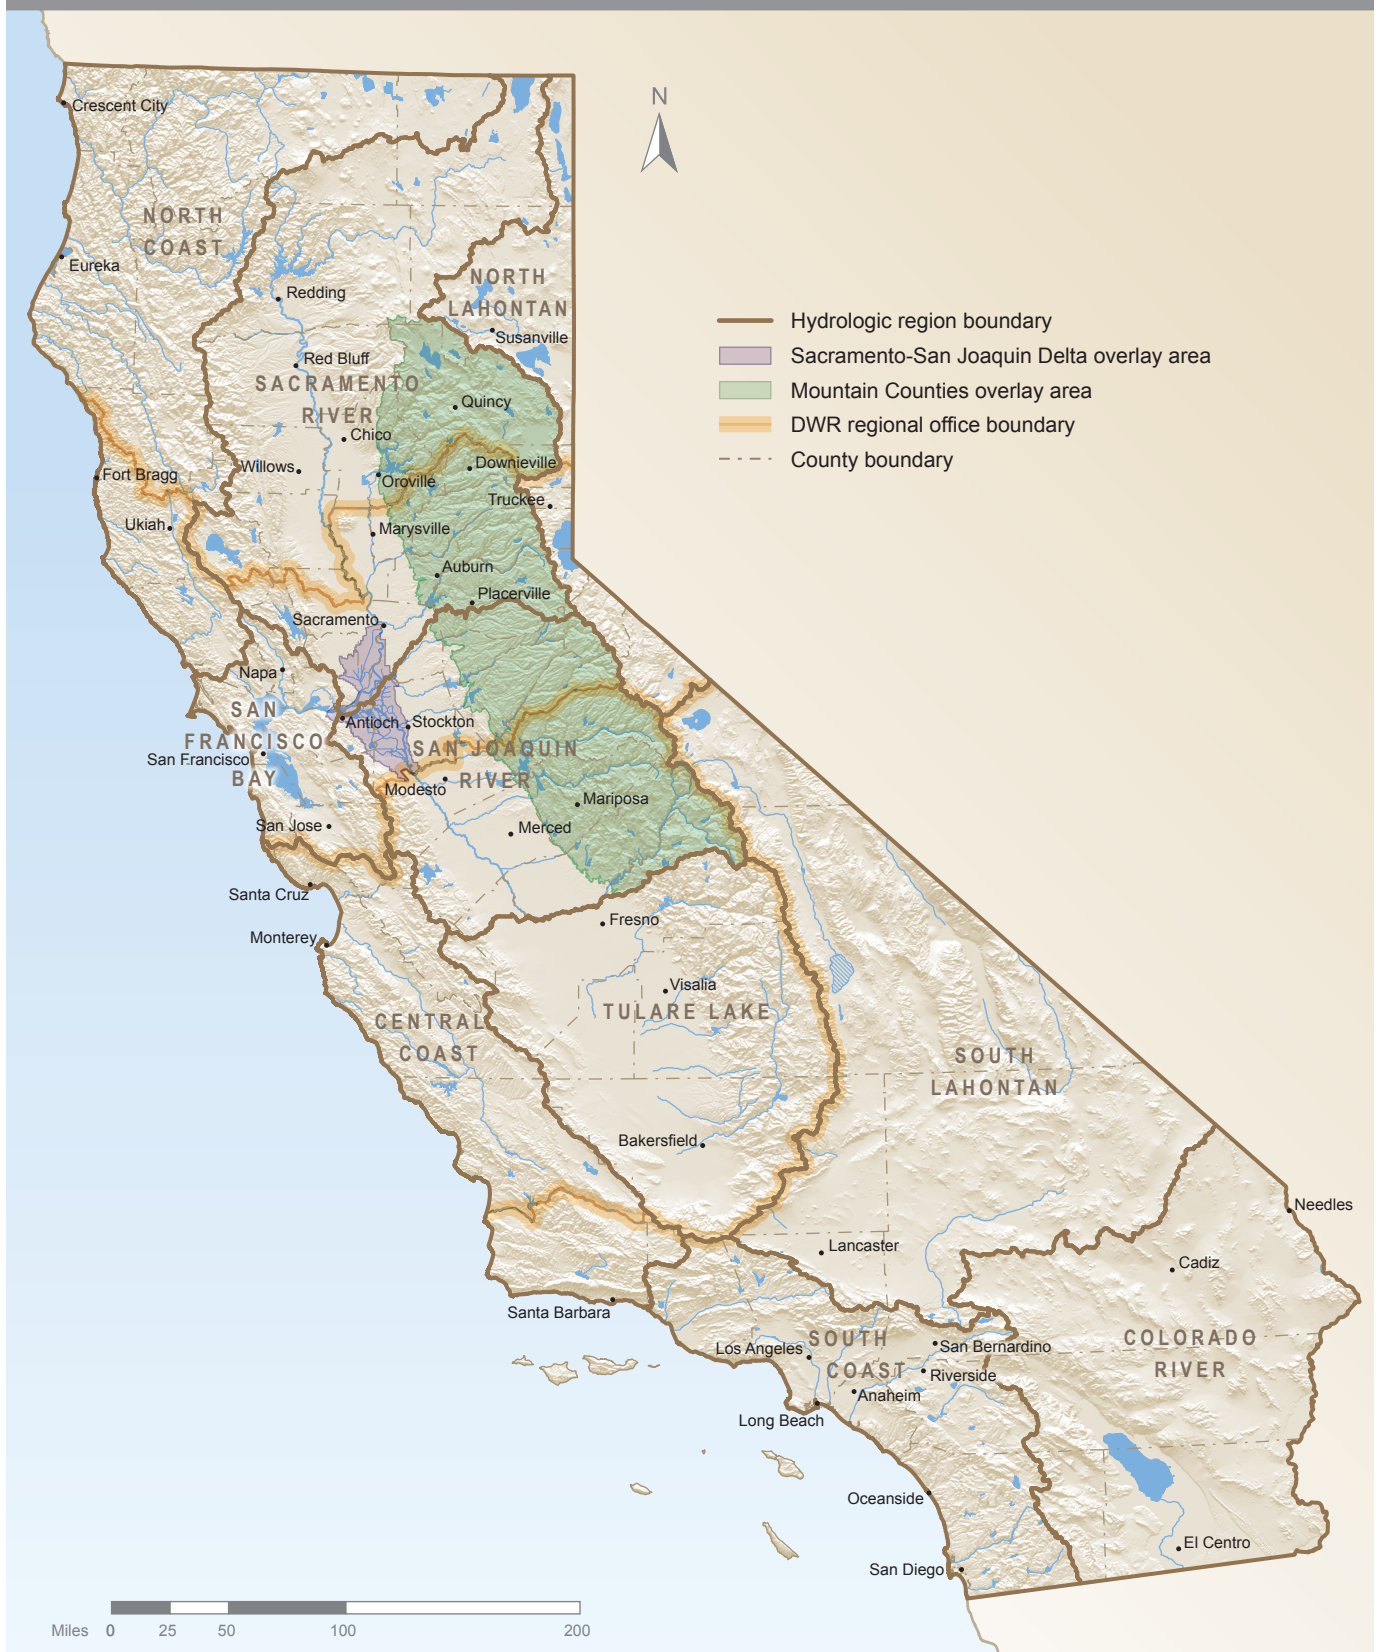 N
Crescent City
NORTH
COAST
Eureka
Redding
NORTH
LAHONTAN
Susanville
Red Bluff
SACRAMENTO
RIVER
Quincy
Chico
Willows
Oroville
Downieville
Fort Bragg
Truckee
Ukiah
Marysville
Auburn
Placerville
Sacramento
Napa
SAN
FRANCISCO
BAY
Antioch
Stockton
San Francisco
SAN JOAQUIN
RIVER
Modesto
Mariposa
San Jose
Merced
Santa Cruz
Fresno
Monterey
Visalia
TULARE LAKE
CENTRAL
COAST
SOUTH
LAHONTAN
Bakersfield
Needles
Lancaster
Cadiz
Santa Barbara
Los Angeles
SOUTH
COAST
San Bernardino
Riverside
Anaheim
COLORADO
RIVER
Long Beach
Oceanside
El Centro
San Diego
Hydrologic region boundary
Sacramento-San Joaquin Delta overlay area
Mountain Counties overlay area
DWR regional office boundary
County boundary
Miles 0 25 50 100 200